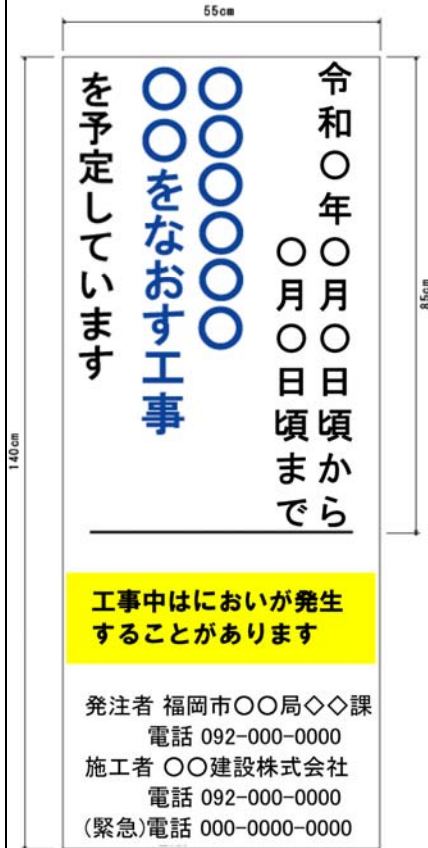 55cm
140cm
85cm
令和〇年〇月〇日頃から
〇月〇日頃まで
〇〇〇〇〇〇
〇〇をなおす工事
を予定しています
工事中はにおいが発生
することがあります
発注者 福岡市〇〇局◇◇課
電話 092-000-0000
施工者 〇〇建設株式会社
電話 092-000-0000
(緊急)電話 000-0000-0000